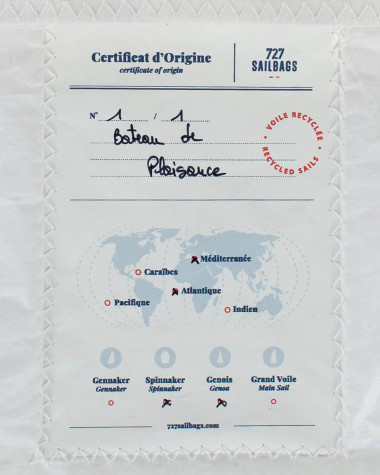 Certificat d'Origine
certificate of origin
727
SAILBAGS
N° 1 / 1
Bateau de
Plaisance
VOILE RECYCLÉE
RECYCLED SAILS
Méditerranée
Caraïbes
Atlantique
Pacifique
Indien
Gennaker Spinnaker Genois Grand Voile
Gennaker Spinnaker Genoa Main Sail
727sailbags.com